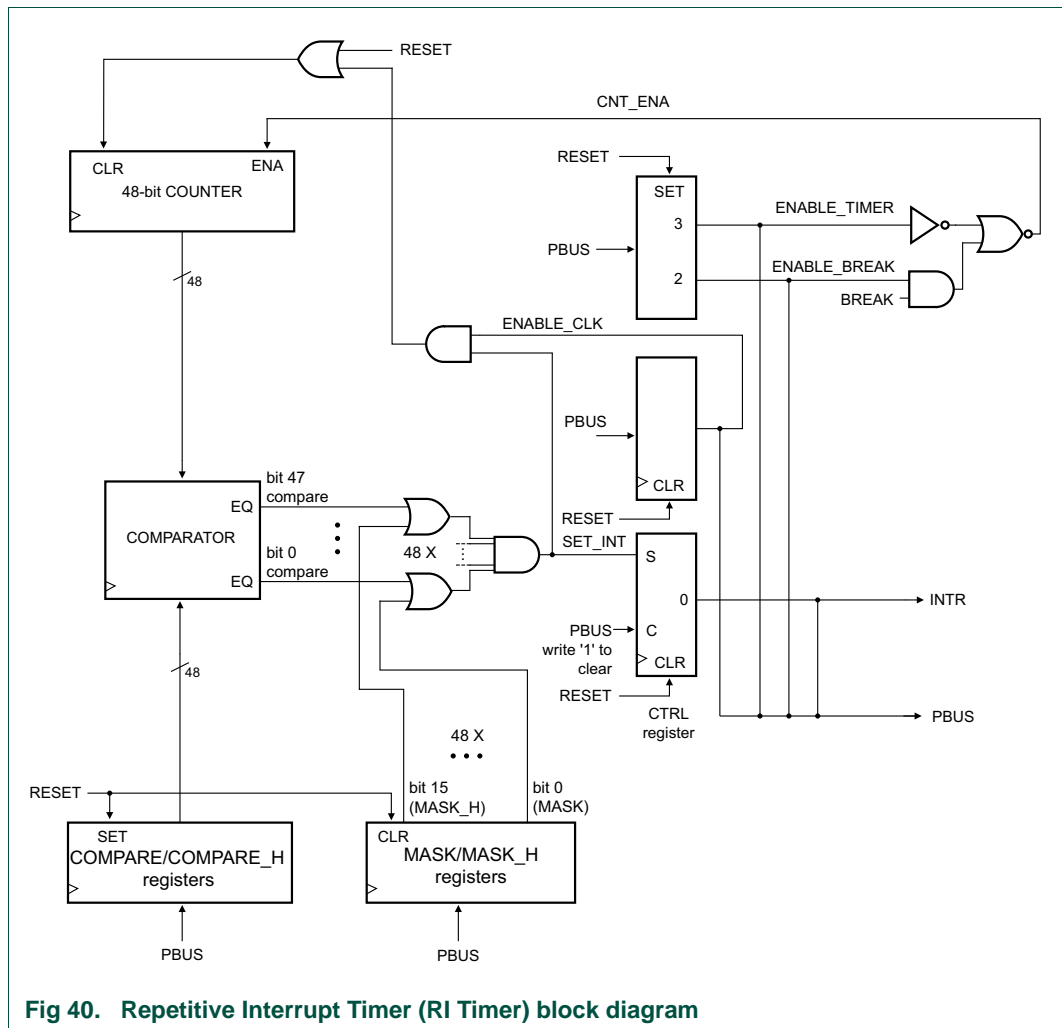 RESET
CNT_ENA
CLR
ENA
48-bit COUNTER
RESET
SET
3
ENABLE_TIMER
PBUS
48
2
ENABLE_BREAK
BREAK
ENABLE_CLK
PBUS
CLR
RESET
bit 47
compare
EQ
COMPARATOR
48 X
bit 0
compare
EQ
SET_INT
S
0
INTR
PBUS
write '1' to
clear
C
CLR
RESET
CTRL
register
PBUS
48
48 X
bit 15
(MASK_H)
bit 0
(MASK)
RESET
SET
COMPARE/COMPARE_H
registers
CLR
MASK/MASK_H
registers
PBUS
PBUS
Fig 40. Repetitive Interrupt Timer (RI Timer) block diagram